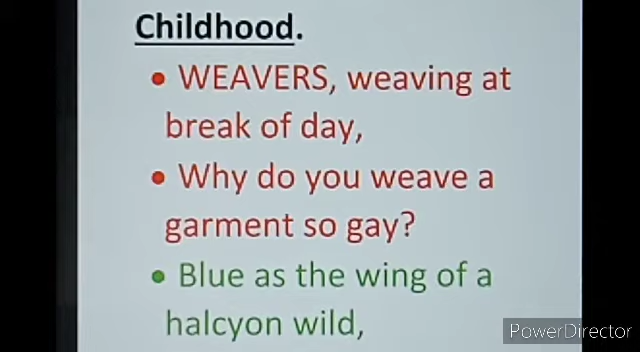 Childhood.
• WEAVERS, weaving at
break of day,
• Why do you weave a
garment so gay?
• Blue as the wing of a
halcyon wild,
PowerDirector